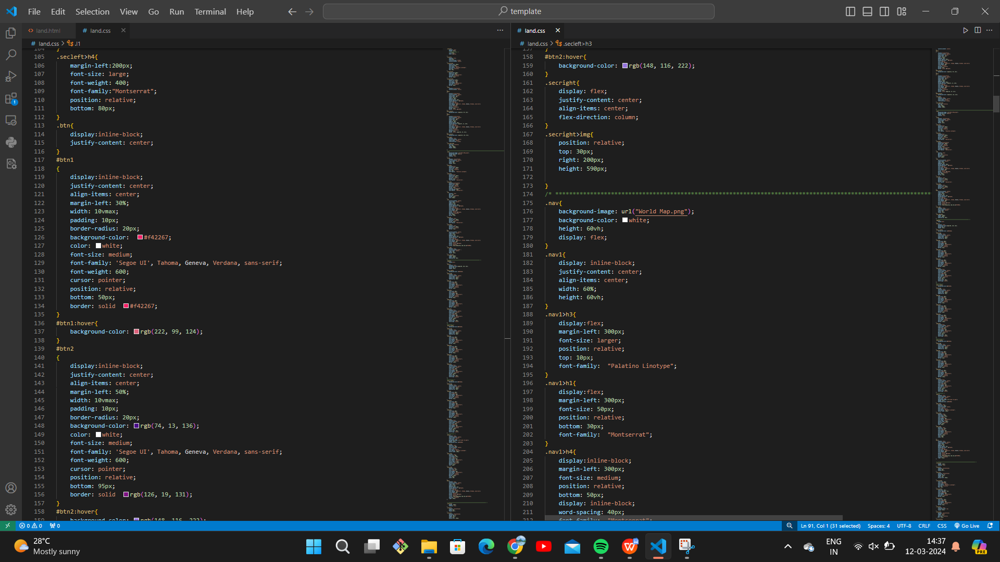 File Edit Selection View Go Run Terminal Help
template
<> land.html
# land.css
# land.css > .l1
104 }
105 .secleft>h4{
106 margin-left:200px;
107 font-size: large;
108 font-weight: 400;
109 font-family:"Montserrat";
110 position: relative;
111 bottom: 80px;
112 }
113 .btn{
114 display:inline-block;
115 justify-content: center;
116 }
117 #btn1
118 {
119 display:inline-block;
120 justify-content: center;
121 align-items: center;
122 margin-left: 30%;
123 width: 10vmax;
124 padding: 10px;
125 border-radius: 20px;
126 background: #f42267;
127 color: white;
128 font-size: medium;
129 font-family: 'Segoe UI', Tahoma, Geneva, Verdana, sans-serif;
130 font-weight: 600;
131 cursor: pointer;
132 position: relative;
133 bottom: 50px;
134 border: solid #f42267;
135 }
136 #btn1:hover{
137 background-color: rgb(222, 99, 124);
138 }
139 #btn2
140 {
141 display:inline-block;
142 justify-content: center;
143 align-items: center;
144 margin-left: 50%;
145 width: 10vmax;
146 padding: 10px;
147 border-radius: 20px;
148 background-color: rgb(74, 13, 136);
149 color: white;
150 font-size: medium;
151 font-family: 'Segoe UI', Tahoma, Geneva, Verdana, sans-serif;
152 font-weight: 600;
153 cursor: pointer;
154 position: relative;
155 bottom: 95px;
156 border: solid rgb(126, 19, 131);
157 }
158 #btn2:hover{
159 background-color: rgb(148, 116, 222);
# land.css
# land.css > .secleft>h3
157 }
158 #btn2:hover{
159 background-color: rgb(148, 116, 222);
160 }
161 .secright{
162 display: flex;
163 justify-content: center;
164 align-items: center;
165 flex-direction: column;
166 }
167 .secright>img{
168 position: relative;
169 top: 30px;
170 right: 200px;
171 height: 590px;
172
173 }
174 /* ************************************************************************************************************
175 .nav{
176 background-image: url("World Map.png");
177 background-color: white;
178 height: 60vh;
179 display: flex;
180 }
181 .nav1{
182 display: inline-block;
183 justify-content: center;
184 align-items: center;
185 width: 60%;
186 height: 60vh;
187 }
188 .nav1>h3{
189 display:flex;
190 margin-left: 300px;
191 font-size: larger;
192 position: relative;
193 top: 10px;
194 font-family: "Palatino Linotype";
195 }
196 .nav1>h1{
197 display:flex;
198 margin-left: 300px;
199 font-size: 50px;
200 position: relative;
201 bottom: 30px;
202 font-family: "Montserrat";
203 }
204 .nav1>h4{
205 display:inline-block;
206 margin-left: 300px;
207 font-size: medium;
208 position: relative;
209 bottom: 50px;
210 display: inline-block;
211 word-spacing: 40px;
212 font-family: "Montserrat";
1
0 0 0
Ln 91, Col 1 (31 selected) Spaces: 4 UTF-8 CRLF CSS Go Live
28°C
Mostly sunny
PRE
ENG
IN
14:37
12-03-2024